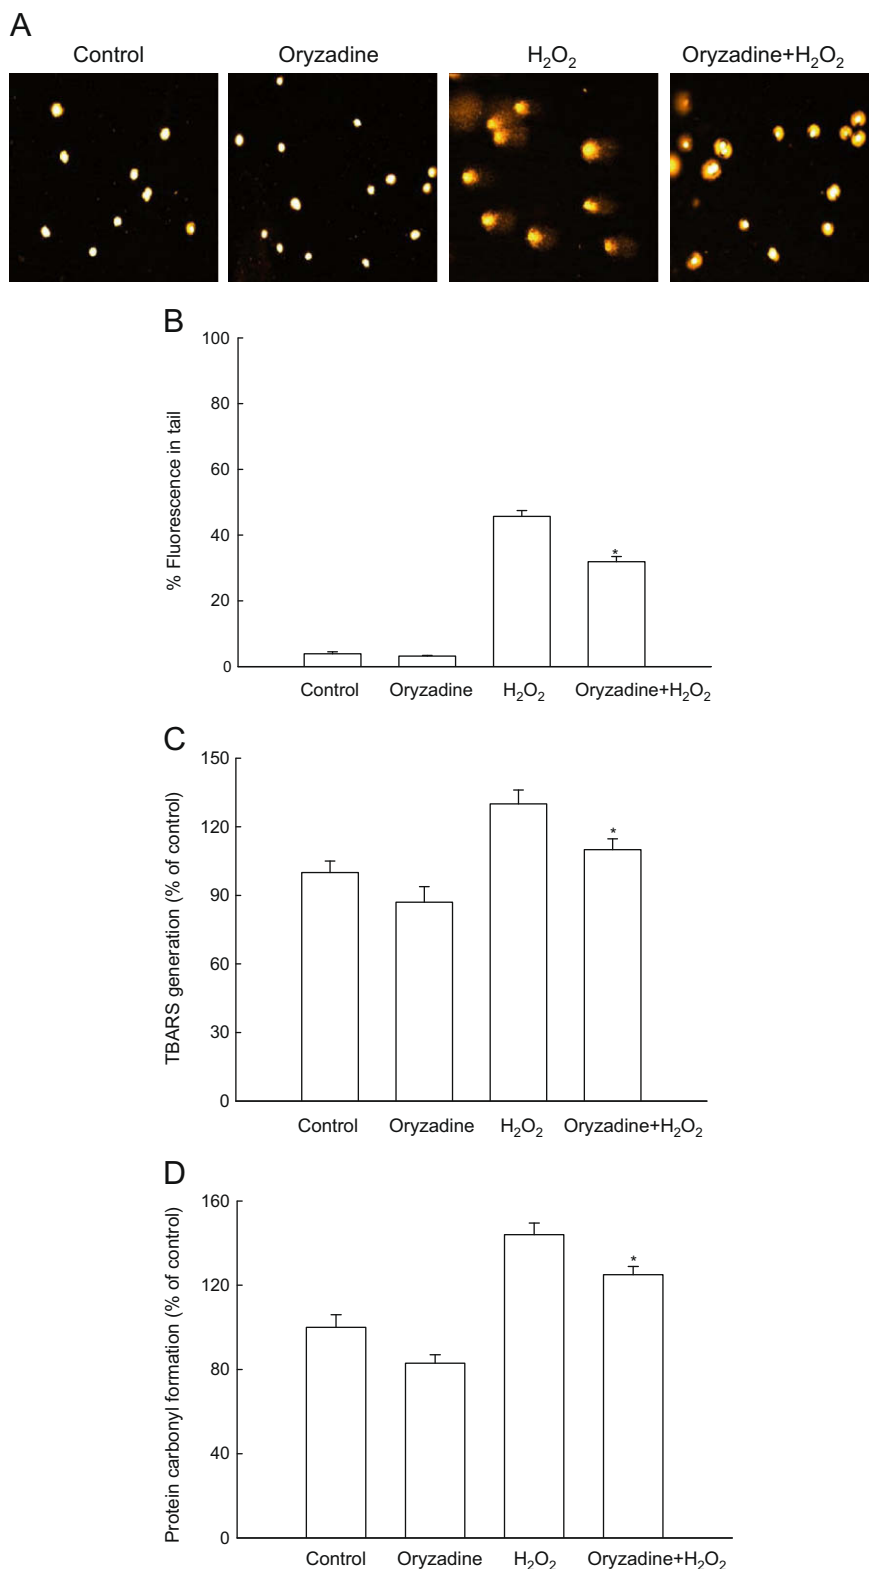 A
Control Oryzadine H₂O₂ Oryzadine+H₂O₂
B
100
80
60
40
20
0
% Fluorescence in tail
*
Control Oryzadine H₂O₂ Oryzadine+H₂O₂
C
150
120
90
60
30
0
TBARS generation (% of control)
*
Control Oryzadine H₂O₂ Oryzadine+H₂O₂
D
160
120
80
40
0
Protein carbonyl formation (% of control)
*
Control Oryzadine H₂O₂ Oryzadine+H₂O₂